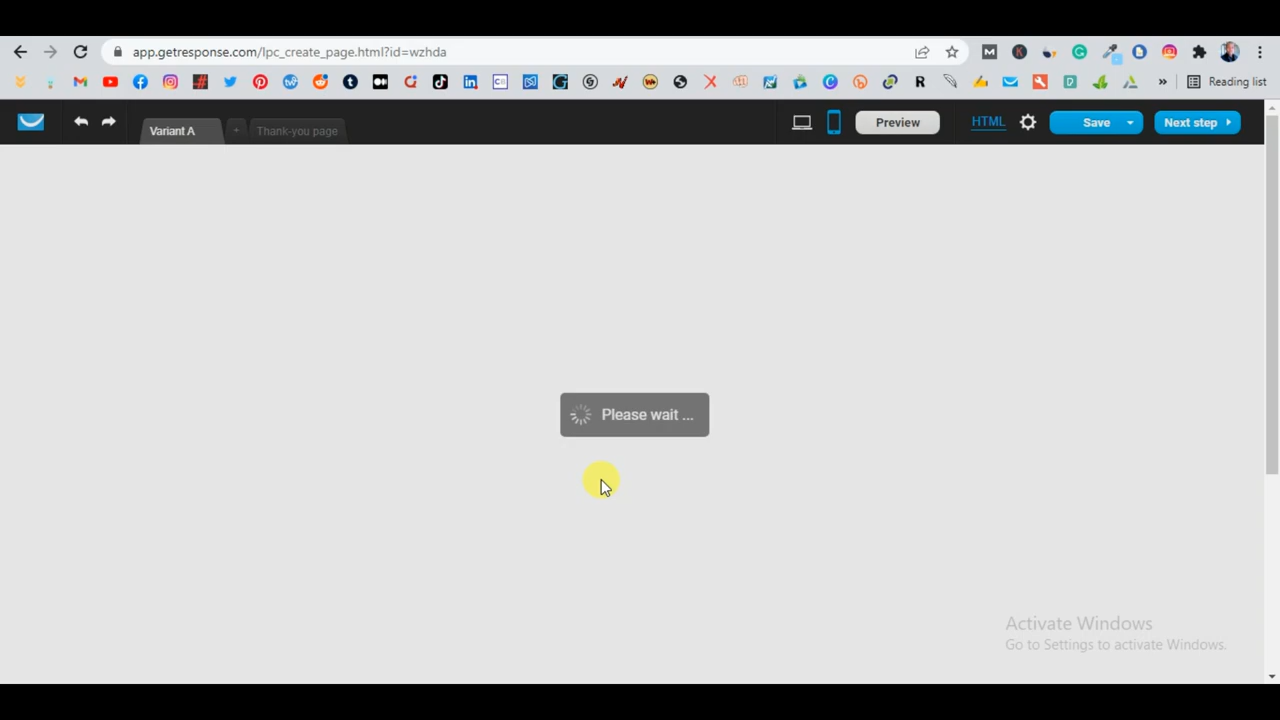 app.getresponse.com/lpc_create_page.html?id=wzhda
Reading list
Variant A
+
Thank-you page
Preview
HTML
Save
Next step
Please wait ...
Activate Windows
Go to Settings to activate Windows.